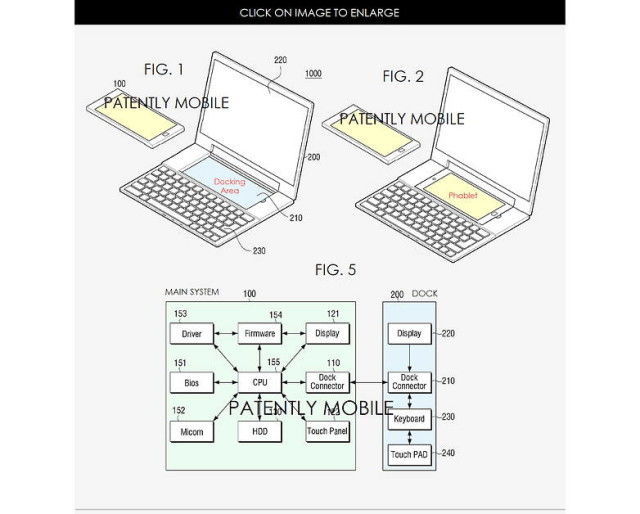 CLICK ON IMAGE TO ENLARGE
FIG. 1
220
1000
FIG. 2
100
PATENTLY MOBILE
PATENTLY MOBILE
200
Docking
Area
210
Phablet
230
FIG. 5
MAIN SYSTEM
100
200 DOCK
153
154
121
Driver
Firmware
Display
Display
220
151
155
110
Bios
CPU
Dock
Connector
Dock
Connector
210
PATENTLY MOBILE
152
Micom
HDD
Touch Panel
Keyboard
230
Touch PAD
240